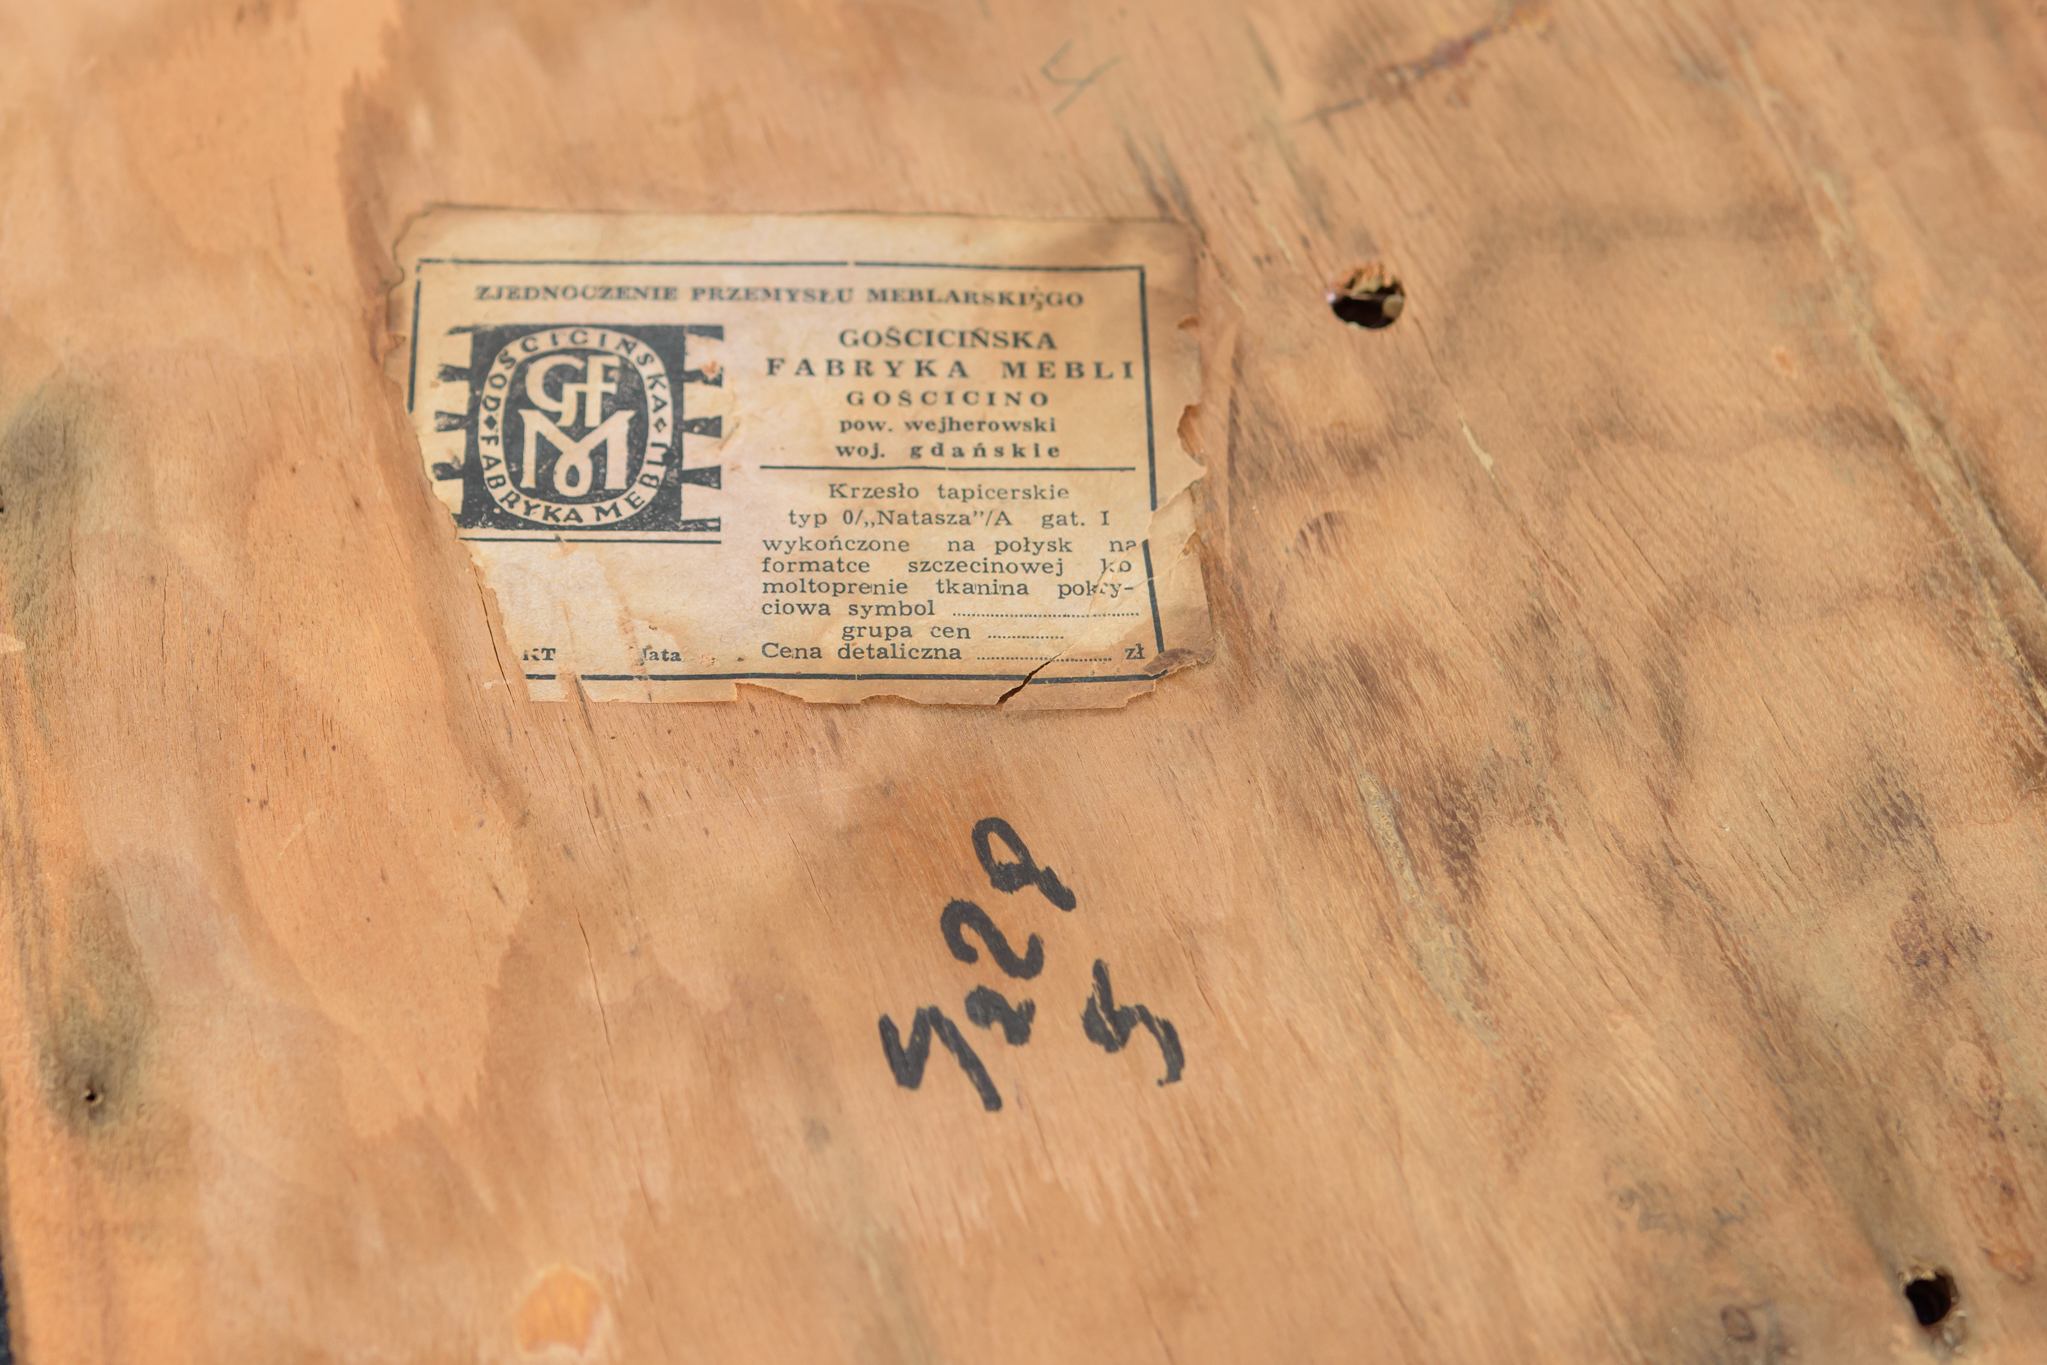 ZJEDNOCZENIE PRZEMYSŁU MEBLARSKIEGO
GOŚCICIŃSKA FABRYKA MEBLI
GFM
GOŚCICIŃSKA
FABRYKA MEBLI
GOŚCICINO
pow. wejherowski
woj. gdańskie
Krzesło tapicerskie
typ 0/„Natasza”/A gat. I
wykończone na połysk na
formatce szczecinowej
moltoprenie tkanina pokry-
ciowa symbol ....................
grupa cen ............
Cena detaliczna .................... zł
KT